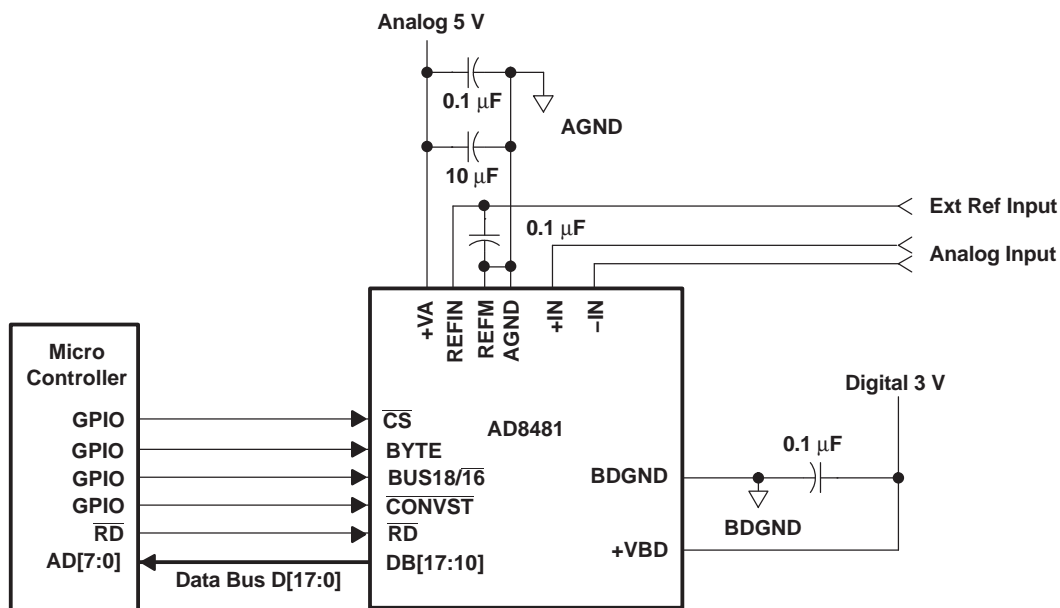 Analog 5 V
0.1 μF
AGND
10 μF
Ext Ref Input
0.1 μF
Analog Input
+VA
REFIN
REFM
AGND
+IN
−IN
Micro
Controller
Digital 3 V
GPIO
CS
AD8481
0.1 μF
GPIO
BYTE
GPIO
BUS18/16
BDGND
GPIO
CONVST
BDGND
RD
RD
+VBD
AD[7:0]
DB[17:10]
Data Bus D[17:0]